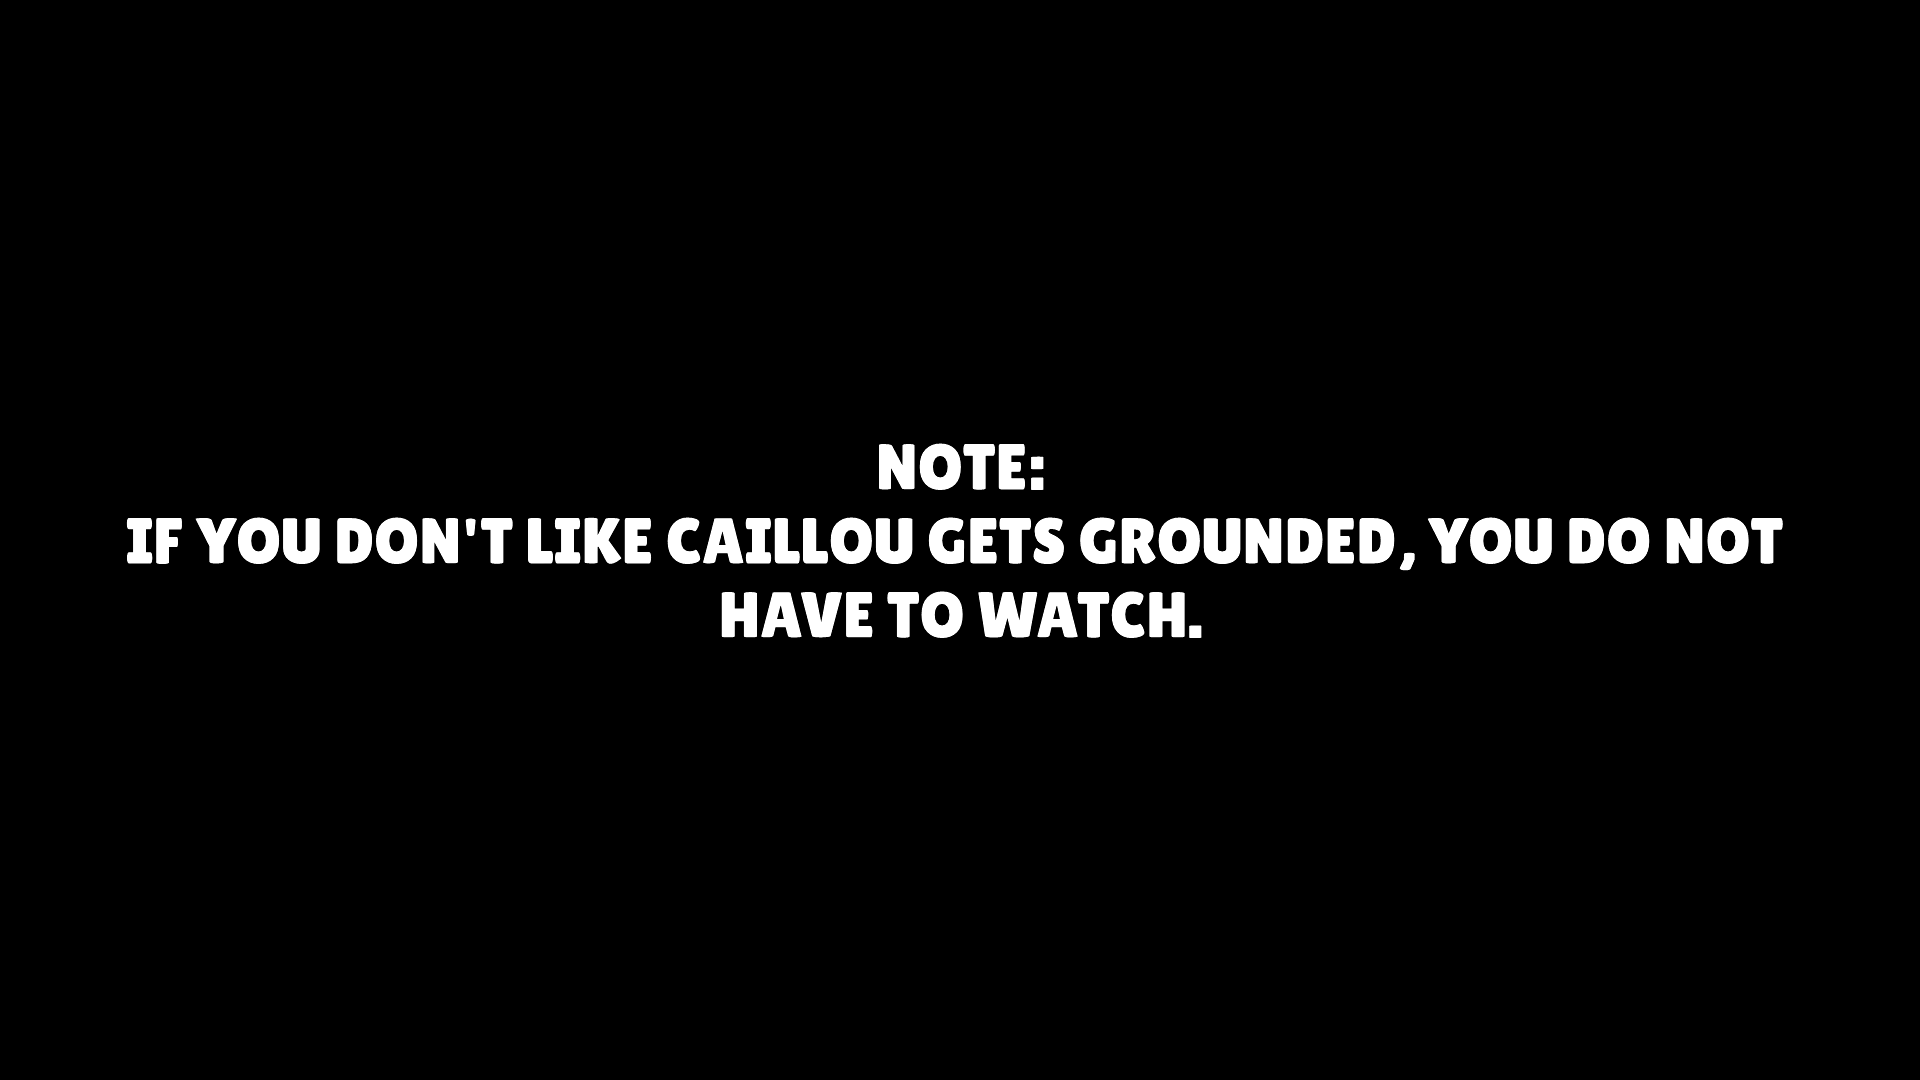 NOTE:
IF YOU DON'T LIKE CAILLOU GETS GROUNDED, YOU DO NOT
HAVE TO WATCH.